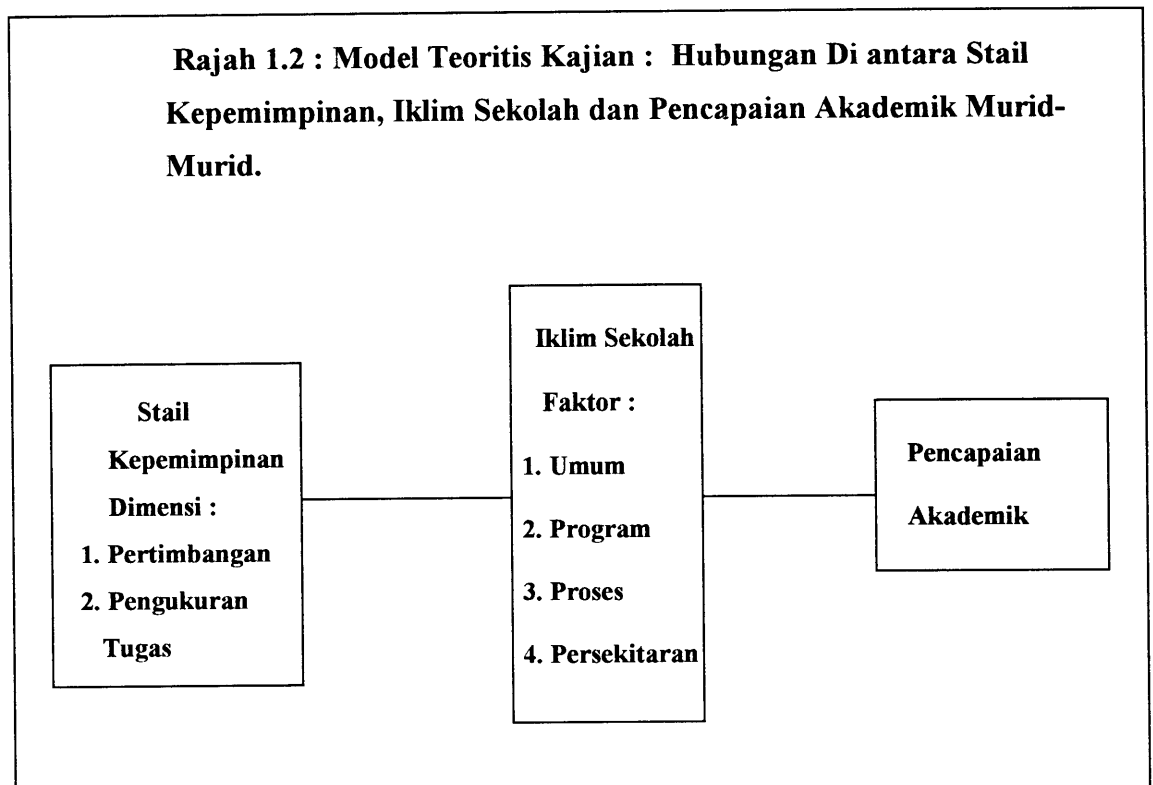 Rajah 1.2 : Model Teoritis Kajian : Hubungan Di antara Stail
Kepemimpinan, Iklim Sekolah dan Pencapaian Akademik Murid-
Murid.
Stail
Kepemimpinan
Dimensi :
1. Pertimbangan
2. Pengukuran
Tugas
Iklim Sekolah
Faktor :
1. Umum
2. Program
3. Proses
4. Persekitaran
Pencapaian
Akademik